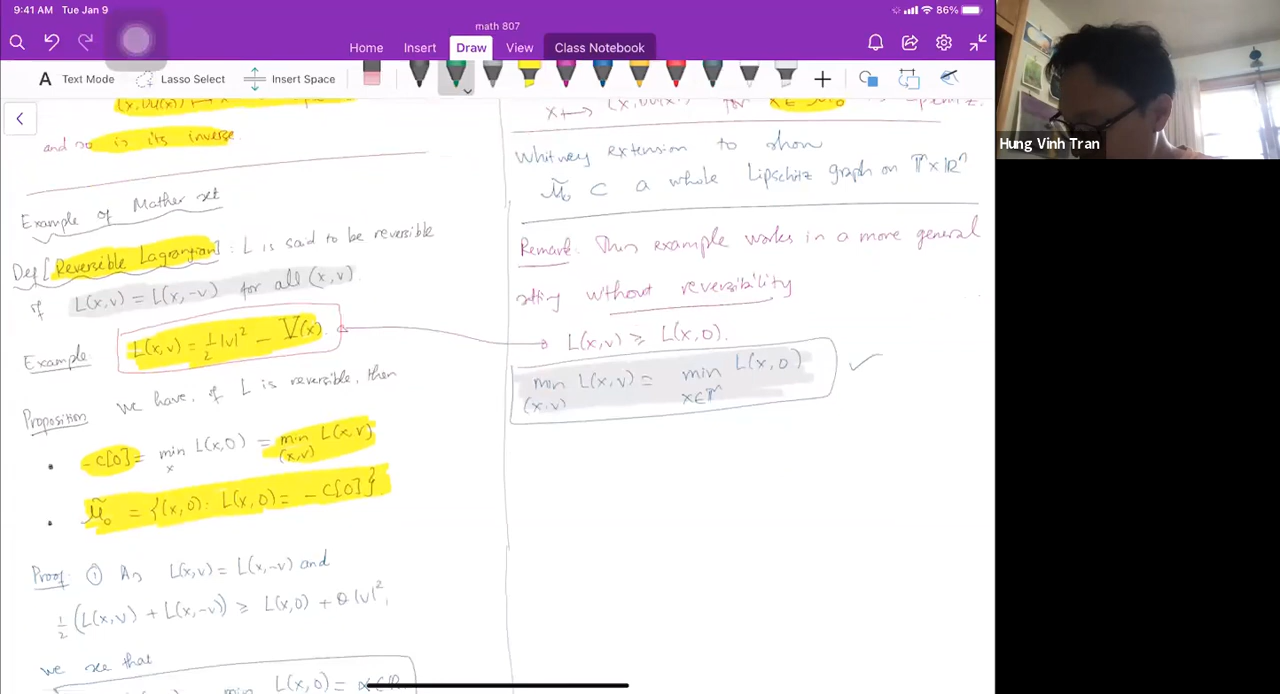 9:41 AM Tue Jan 9
86%
math 807
Home Insert Draw View Class Notebook
Text Mode Lasso Select Insert Space
and so is its inverse.
Example of Mather set
Def [Reversible Lagrangian]: L is said to be reversible
if L(x,v) = L(x,-v) for all (x,v)
Example: L(x,v) = 1/2 |v|² - V(x).
Proposition We have, if L is reversible, then
• -c[0] = min_x L(x,0) = min_(x,v) L(x,v)
• M̃₀ = {(x,0): L(x,0) = -c[0]}.
Proof: ① As L(x,v) = L(x,-v) and
1/2 (L(x,v) + L(x,-v)) ≥ L(x,0) + θ|v|²,
we see that
min L(x,0) =
Whitney extension to show
M̃₀ ⊂ a whole Lipschitz graph on 𝕋ⁿ×ℝⁿ
Remark: This example works in a more general
setting without reversibility
L(x,v) ≥ L(x,0).
min_(x,v) L(x,v) = min_x∈𝕋ⁿ L(x,0) ✓
Hung Vinh Tran